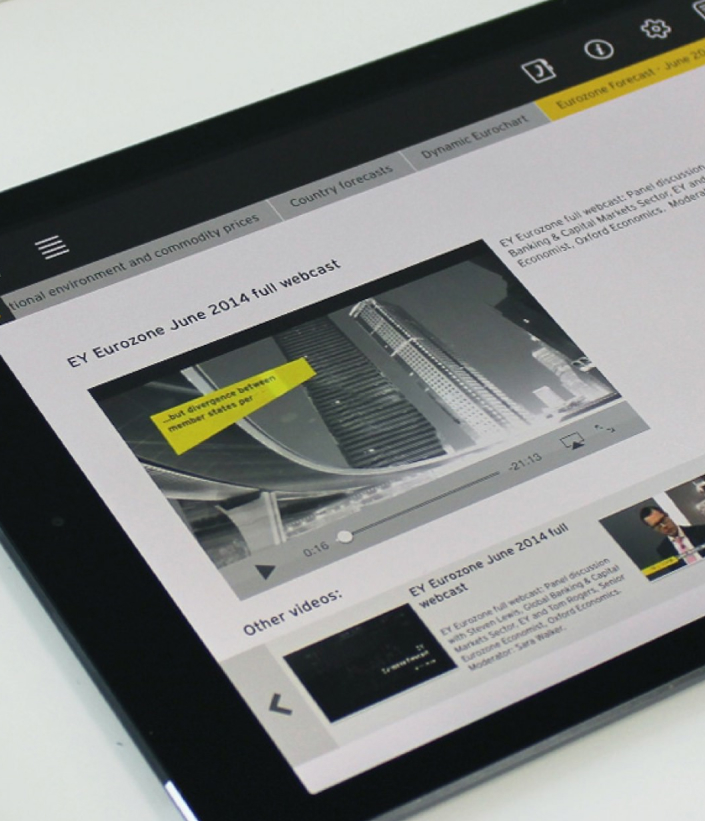 Eurozone Forecast - June 20
Dynamic Eurochart
Country forecasts
tional environment and commodity prices
EY Eurozone June 2014 full webcast
...but divergence between
member states per
0:16
-21:13
EY Eurozone full webcast: Panel discussion
Banking & Capital Markets Sector, EY and
Economist, Oxford Economics. Modera
Other videos:
EY Eurozone June 2014 full
webcast
EY Eurozone full webcast: Panel discussion
with Steven Lewis, Global Banking & Capital
Markets Sector, EY and Tom Rogers, Senior
Eurozone Economist, Oxford Economics.
Moderator: Sara Walker.